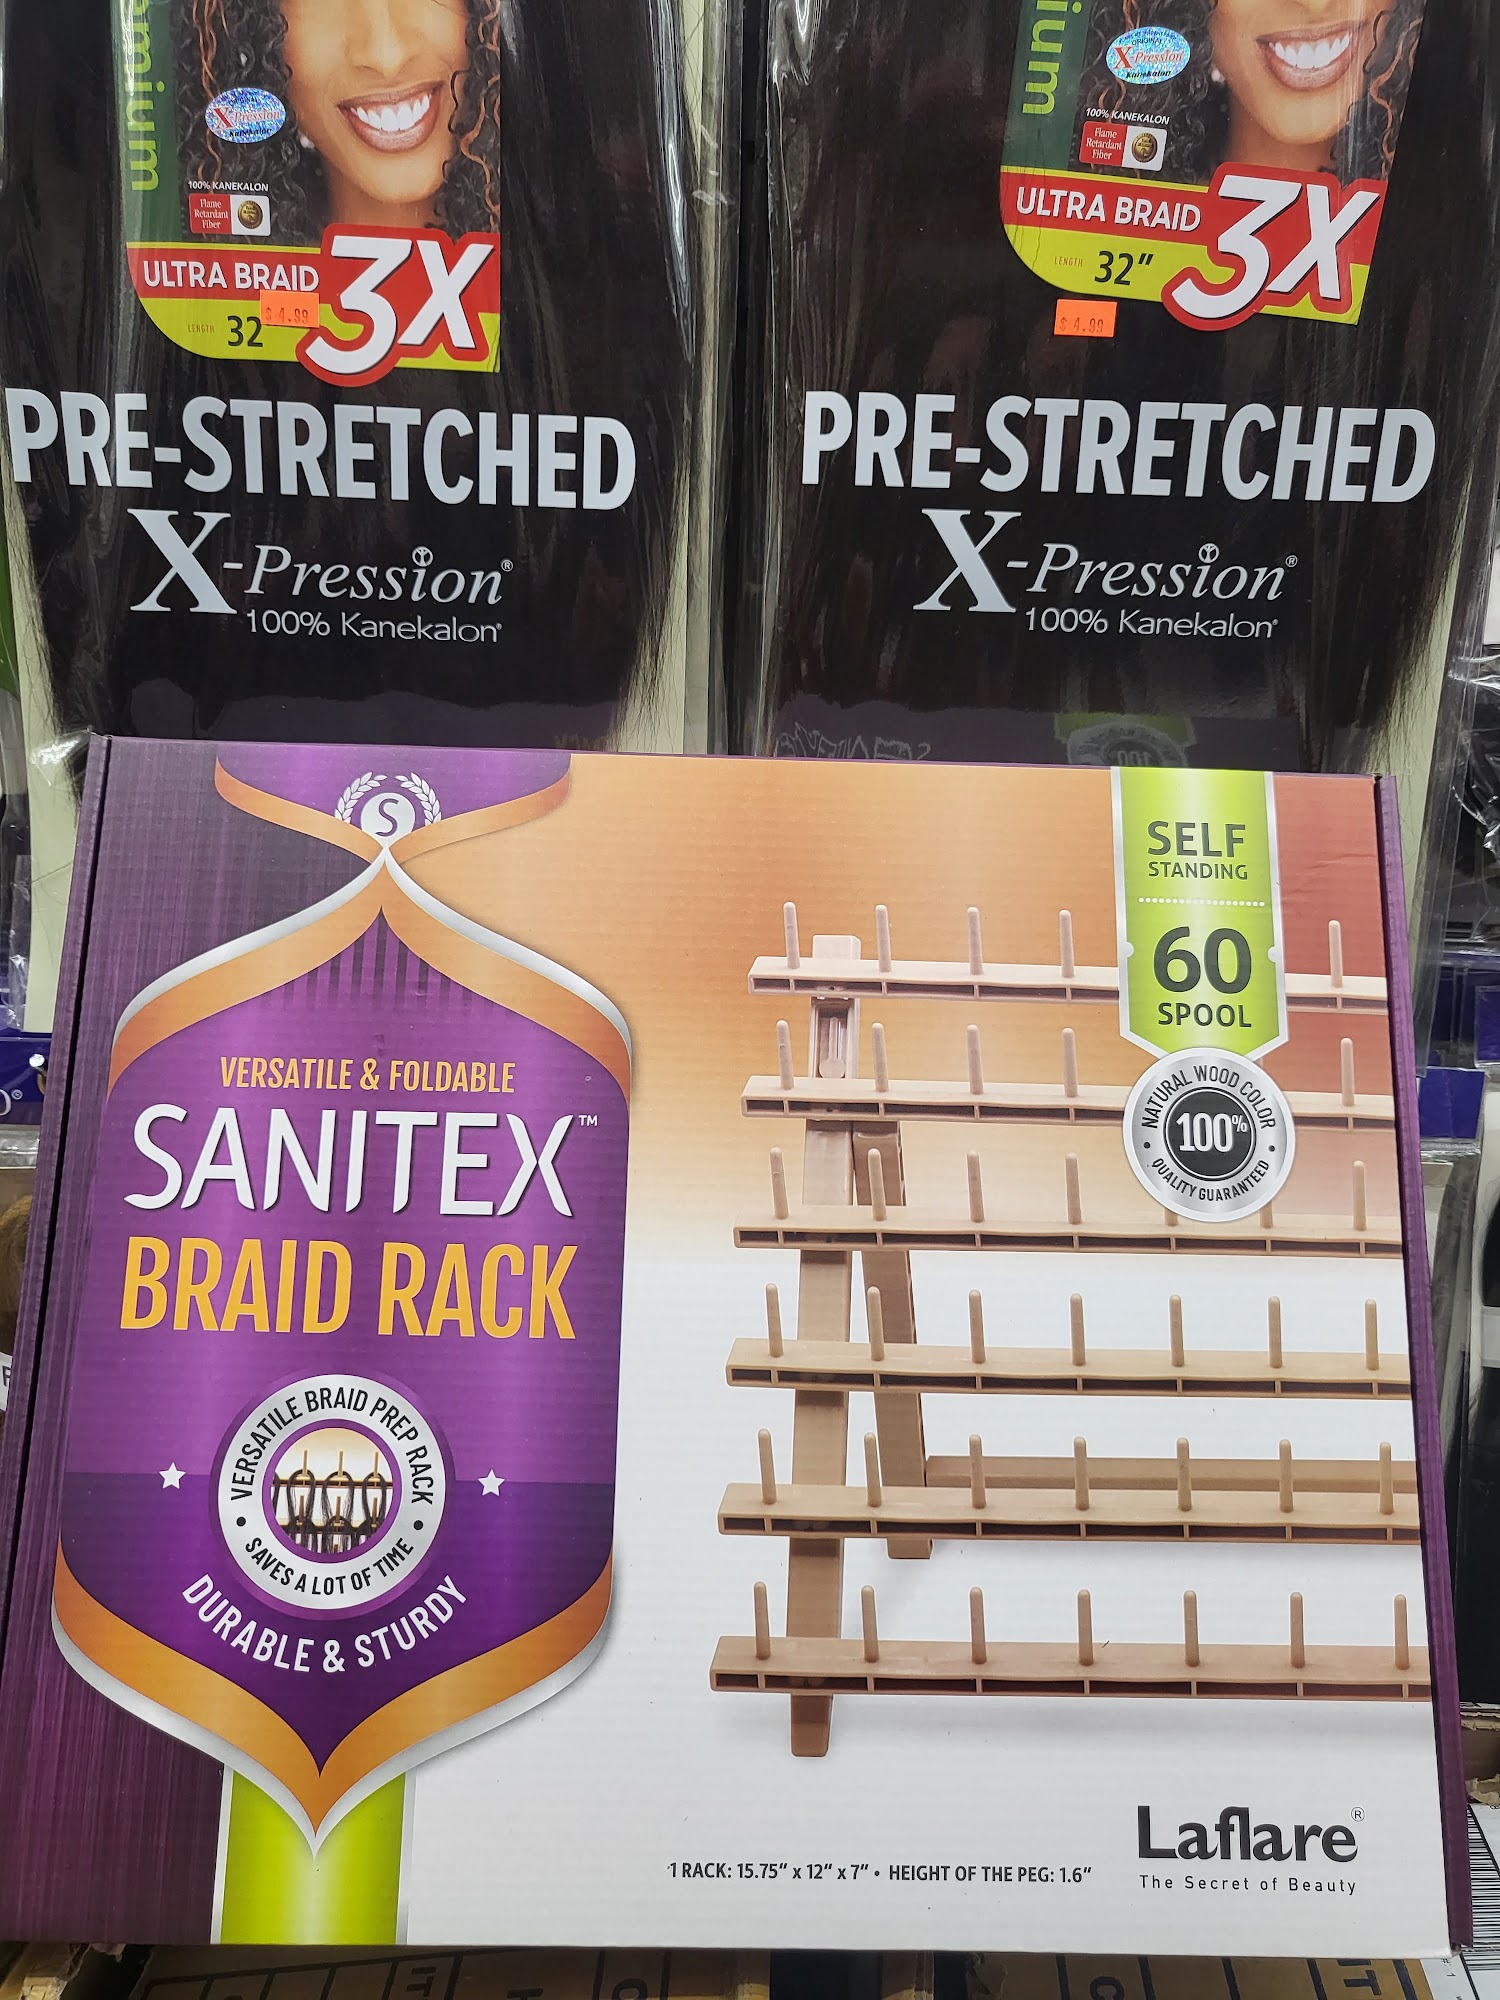 mium
ORIGINAL
X-Pression
Kanekalon
100% KANEKALON
Flame
Retardant
Fiber
ULTRA BRAID
3X
LENGTH 32
$ 4.99
PRE-STRETCHED
X-Pression®
100% Kanekalon®
ium
ORIGINAL
X-Pression
Kanekalon
100% KANEKALON
Flame
Retardant
Fiber
ULTRA BRAID
3X
LENGTH 32"
$ 4.99
PRE-STRETCHED
X-Pression®
100% Kanekalon®
S
VERSATILE & FOLDABLE
SANITEX™
BRAID RACK
VERSATILE BRAID PREP RACK
• SAVES A LOT OF TIME •
DURABLE & STURDY
SELF
STANDING
60
SPOOL
NATURAL WOOD COLOR
100%
• QUALITY GUARANTEED •
1 RACK: 15.75" x 12" x 7" • HEIGHT OF THE PEG: 1.6"
Laflare®
The Secret of Beauty